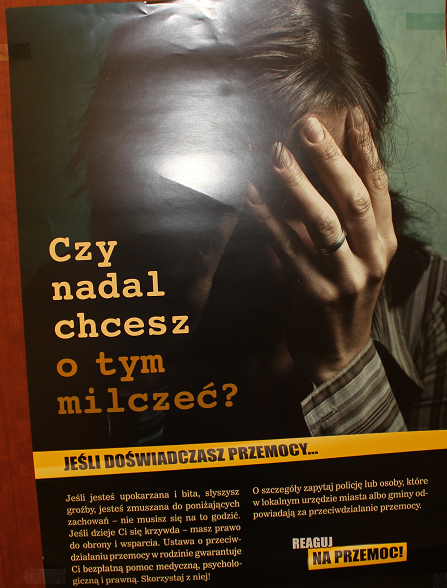 Czy
nadal
chcesz
o tym
milczeć?
JEŚLI DOŚWIADCZASZ PRZEMOCY...
Jeśli jesteś upokarzana i bita, słyszysz
groźby, jesteś zmuszana do poniżających
zachowań – nie musisz się na to godzić.
Jeśli dzieje Ci się krzywda – masz prawo
do obrony i wsparcia. Ustawa o przeciw-
działaniu przemocy w rodzinie gwarantuje
Ci bezpłatną pomoc medyczną, psycholo-
giczną i prawną. Skorzystaj z niej!
O szczegóły zapytaj policję lub osoby, które
w lokalnym urzędzie miasta albo gminy od-
powiadają za przeciwdziałanie przemocy.
REAGUJ
NA PRZEMOC!